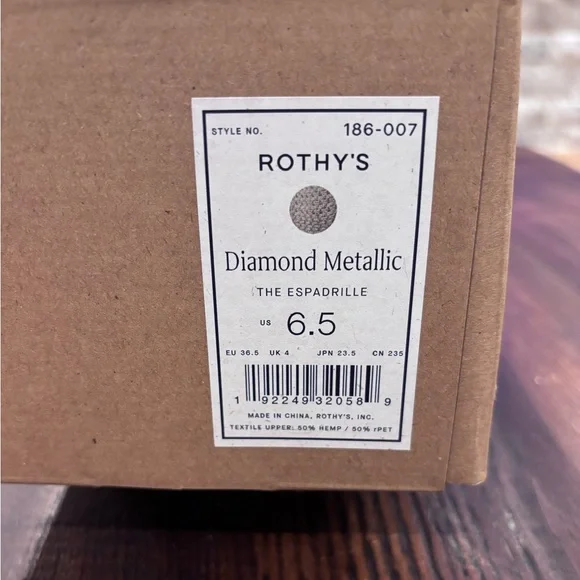 STYLE NO. 186-007
ROTHY'S
Diamond Metallic
THE ESPADRILLE
US 6.5
EU 36.5 UK 4 JPN 23.5 CN 235
1 92249 32058 9
MADE IN CHINA, ROTHY'S, INC.
TEXTILE UPPER: 50% HEMP / 50% rPET